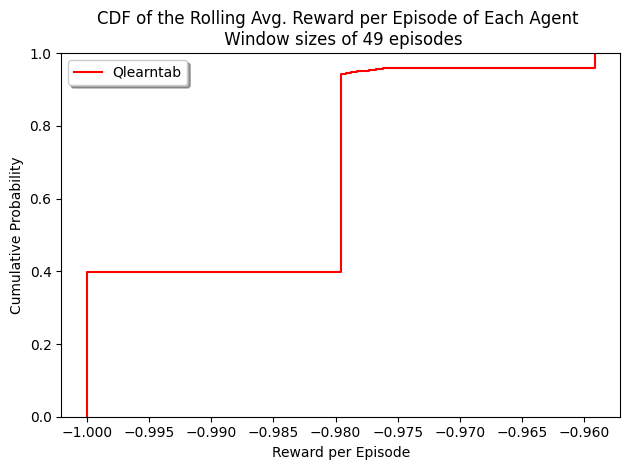 CDF of the Rolling Avg. Reward per Episode of Each Agent
Window sizes of 49 episodes
Qlearntab
Cumulative Probability
1.0
0.8
0.6
0.4
0.2
0.0
−1.000 −0.995 −0.990 −0.985 −0.980 −0.975 −0.970 −0.965 −0.960
Reward per Episode